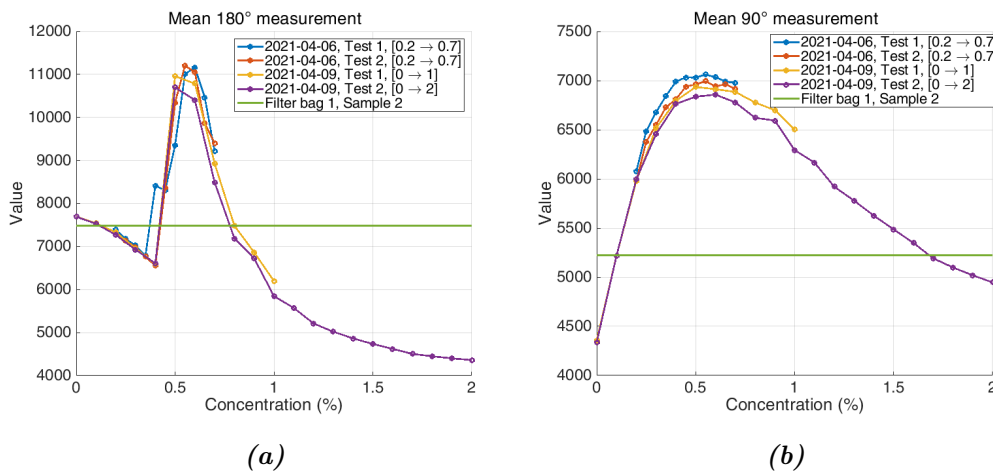 Mean 180° measurement
12000
11000
10000
9000
8000
7000
6000
5000
4000
Value
2021-04-06, Test 1, [0.2 → 0.7]
2021-04-06, Test 2, [0.2 → 0.7]
2021-04-09, Test 1, [0 → 1]
2021-04-09, Test 2, [0 → 2]
Filter bag 1, Sample 2
0 0.5 1 1.5 2
Concentration (%)
(a)
Mean 90° measurement
7500
7000
6500
6000
5500
5000
4500
4000
Value
2021-04-06, Test 1, [0.2 → 0.7]
2021-04-06, Test 2, [0.2 → 0.7]
2021-04-09, Test 1, [0 → 1]
2021-04-09, Test 2, [0 → 2]
Filter bag 1, Sample 2
0 0.5 1 1.5 2
Concentration (%)
(b)